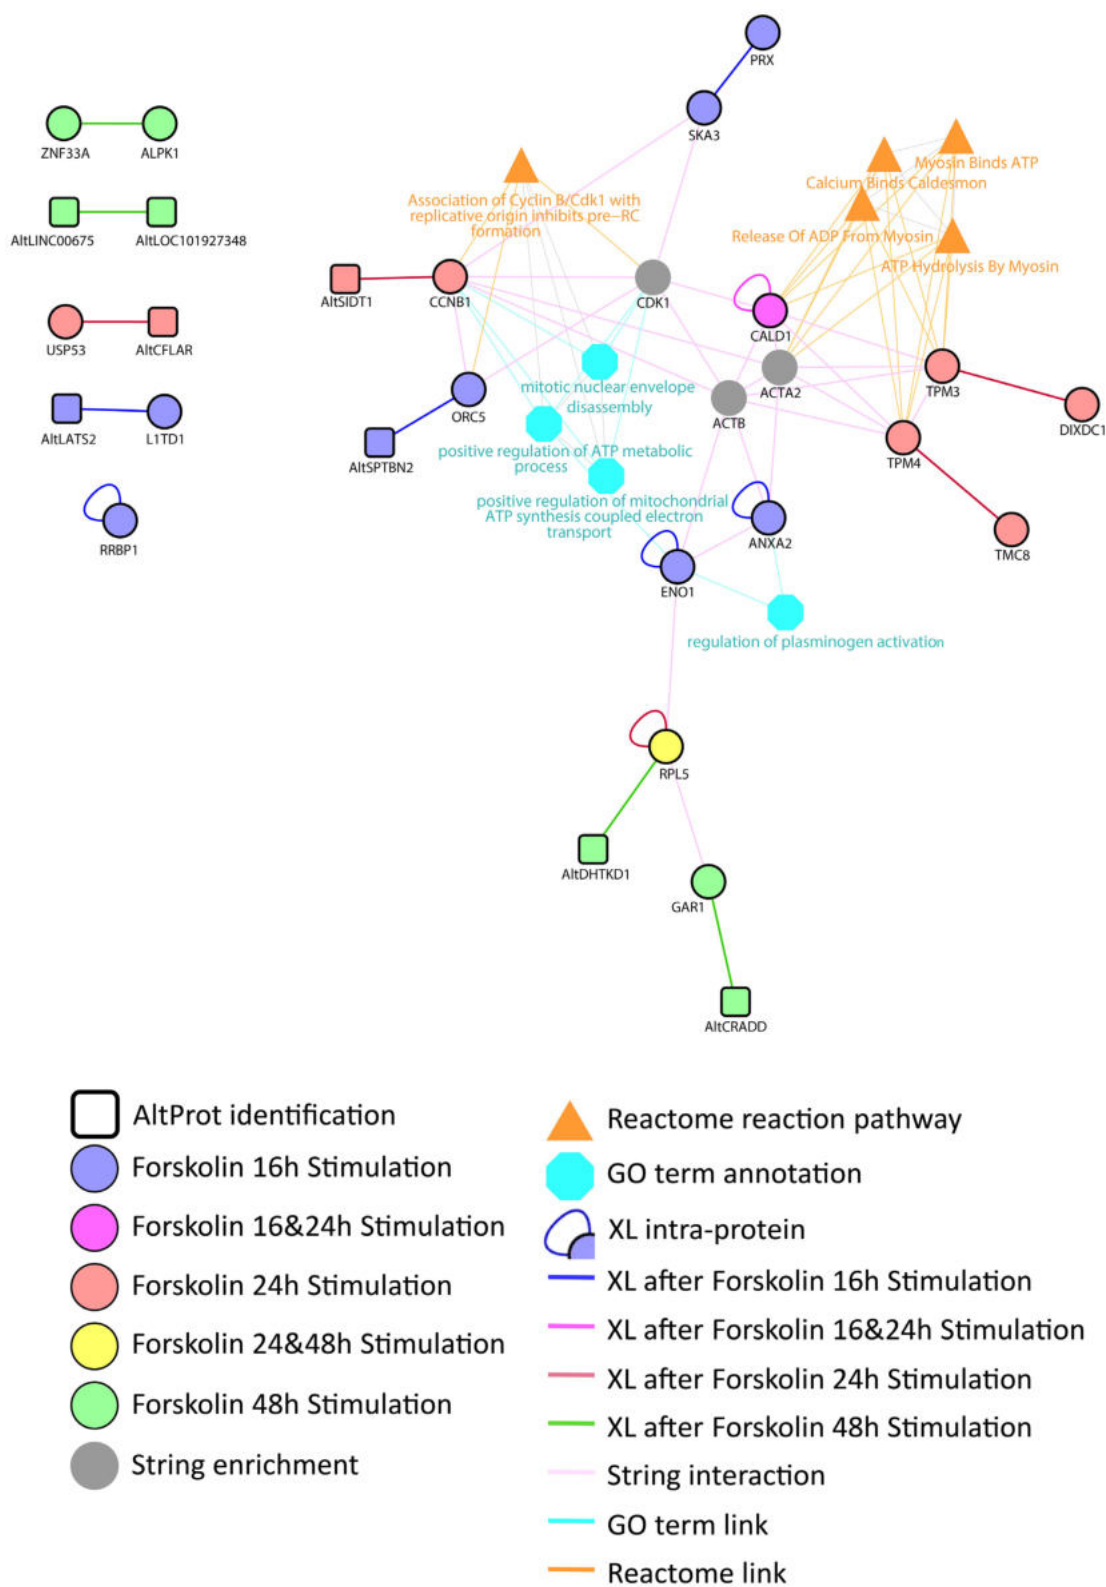 PRX
SKA3
ZNF33A
ALPK1
Myosin Binds ATP
Calcium Binds Caldesmon
Association of Cyclin B/Cdk1 with
replicative origin inhibits pre−RC
formation
Release Of ADP From Myosin
ATP Hydrolysis By Myosin
AltLINC00675
AltLOC101927348
AltSIDT1
CCNB1
CDK1
CALD1
USP53
AltCFLAR
mitotic nuclear envelope
disassembly
ACTA2
TPM3
ORC5
ACTB
DIXDC1
AltLATS2
L1TD1
AltSPTBN2
positive regulation of ATP metabolic
process
TPM4
positive regulation of mitochondrial
ATP synthesis coupled electron
transport
RRBP1
ANXA2
TMC8
ENO1
regulation of plasminogen activation
RPL5
AltDHTKD1
GAR1
AltCRADD
AltProt identification
Forskolin 16h Stimulation
Forskolin 16&24h Stimulation
Forskolin 24h Stimulation
Forskolin 24&48h Stimulation
Forskolin 48h Stimulation
String enrichment
Reactome reaction pathway
GO term annotation
XL intra-protein
XL after Forskolin 16h Stimulation
XL after Forskolin 16&24h Stimulation
XL after Forskolin 24h Stimulation
XL after Forskolin 48h Stimulation
String interaction
GO term link
Reactome link